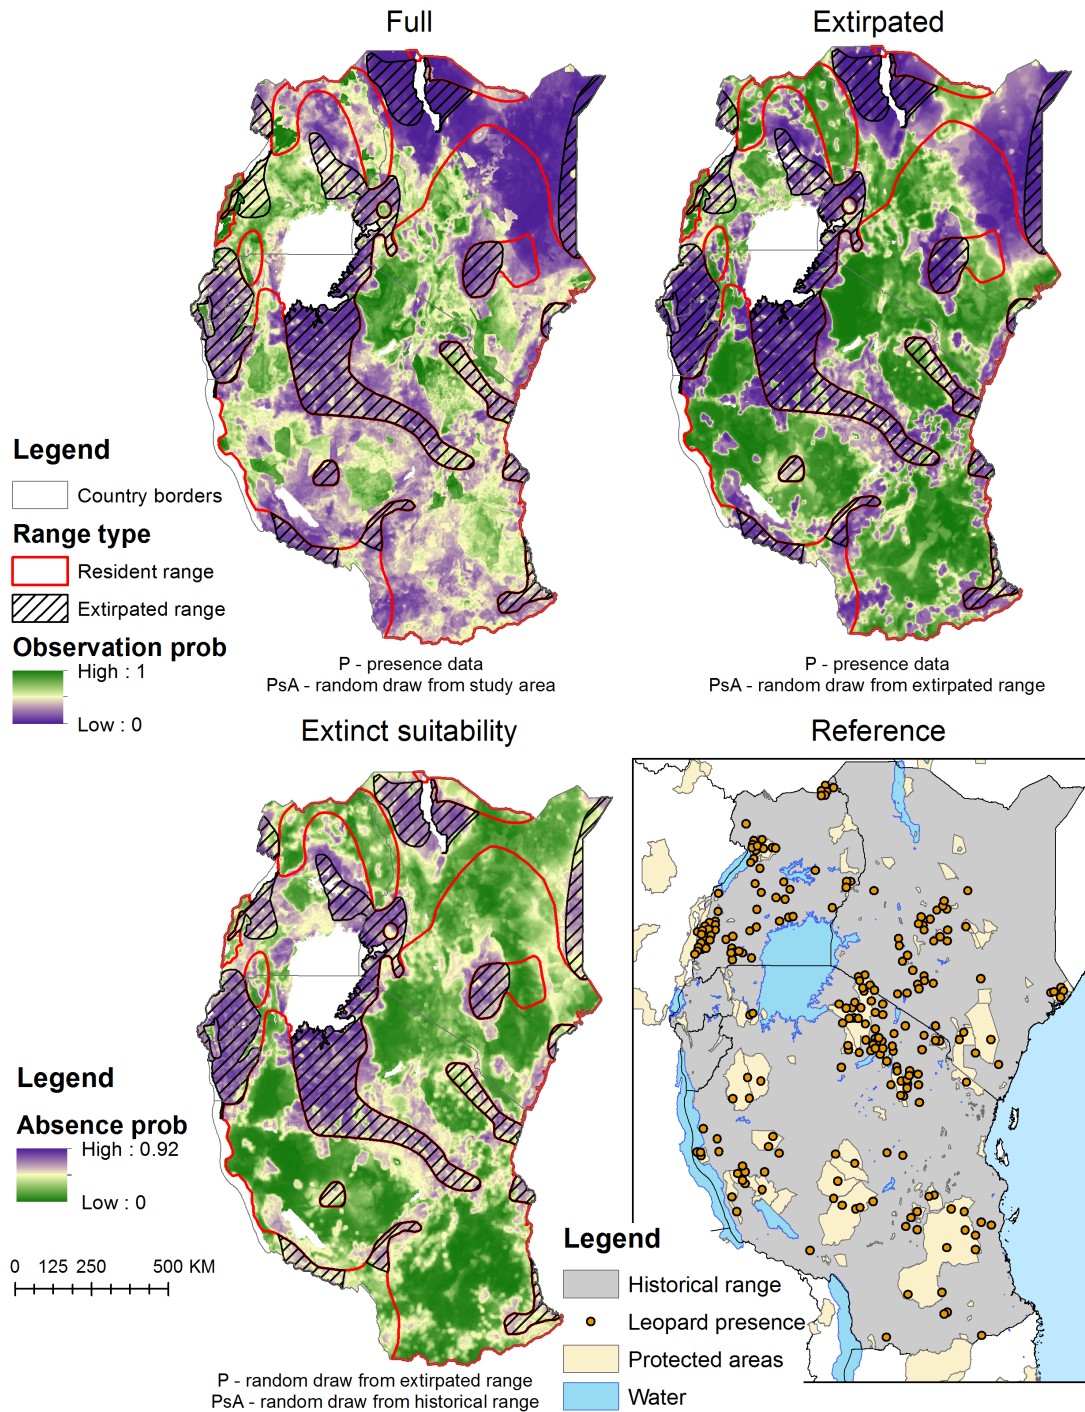 Full
Extirpated
Legend
Country borders
Range type
Resident range
Extirpated range
Observation prob
High : 1
Low : 0
P - presence data
PsA - random draw from study area
P - presence data
PsA - random draw from extirpated range
Extinct suitability
Reference
Legend
Absence prob
High : 0.92
Low : 0
0 125 250 500 KM
P - random draw from extirpated range
PsA - random draw from historical range
Legend
Historical range
Leopard presence
Protected areas
Water